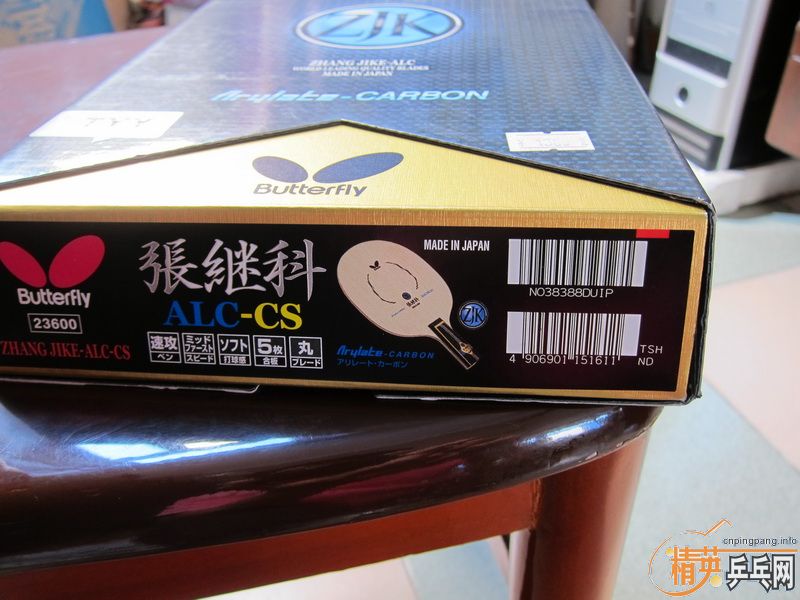 ZJK
ZHANG JIKE-ALC
WORLD LEADING QUALITY BLADES
MADE IN JAPAN
Arylate-CARBON
Butterfly
Butterfly
23600
ZHANG JIKE-ALC-CS
張継科
ALC-CS
速攻
ペン
ミッド
ファースト
スピード
ソフト
打球感
5枚
合板
丸
ブレード
ZJK
Arylate-CARBON
アリレート・カーボン
MADE IN JAPAN
NO38388DUIP
4 906901 151611
TSH
ND
cnpingpang.info
精英乒乓网